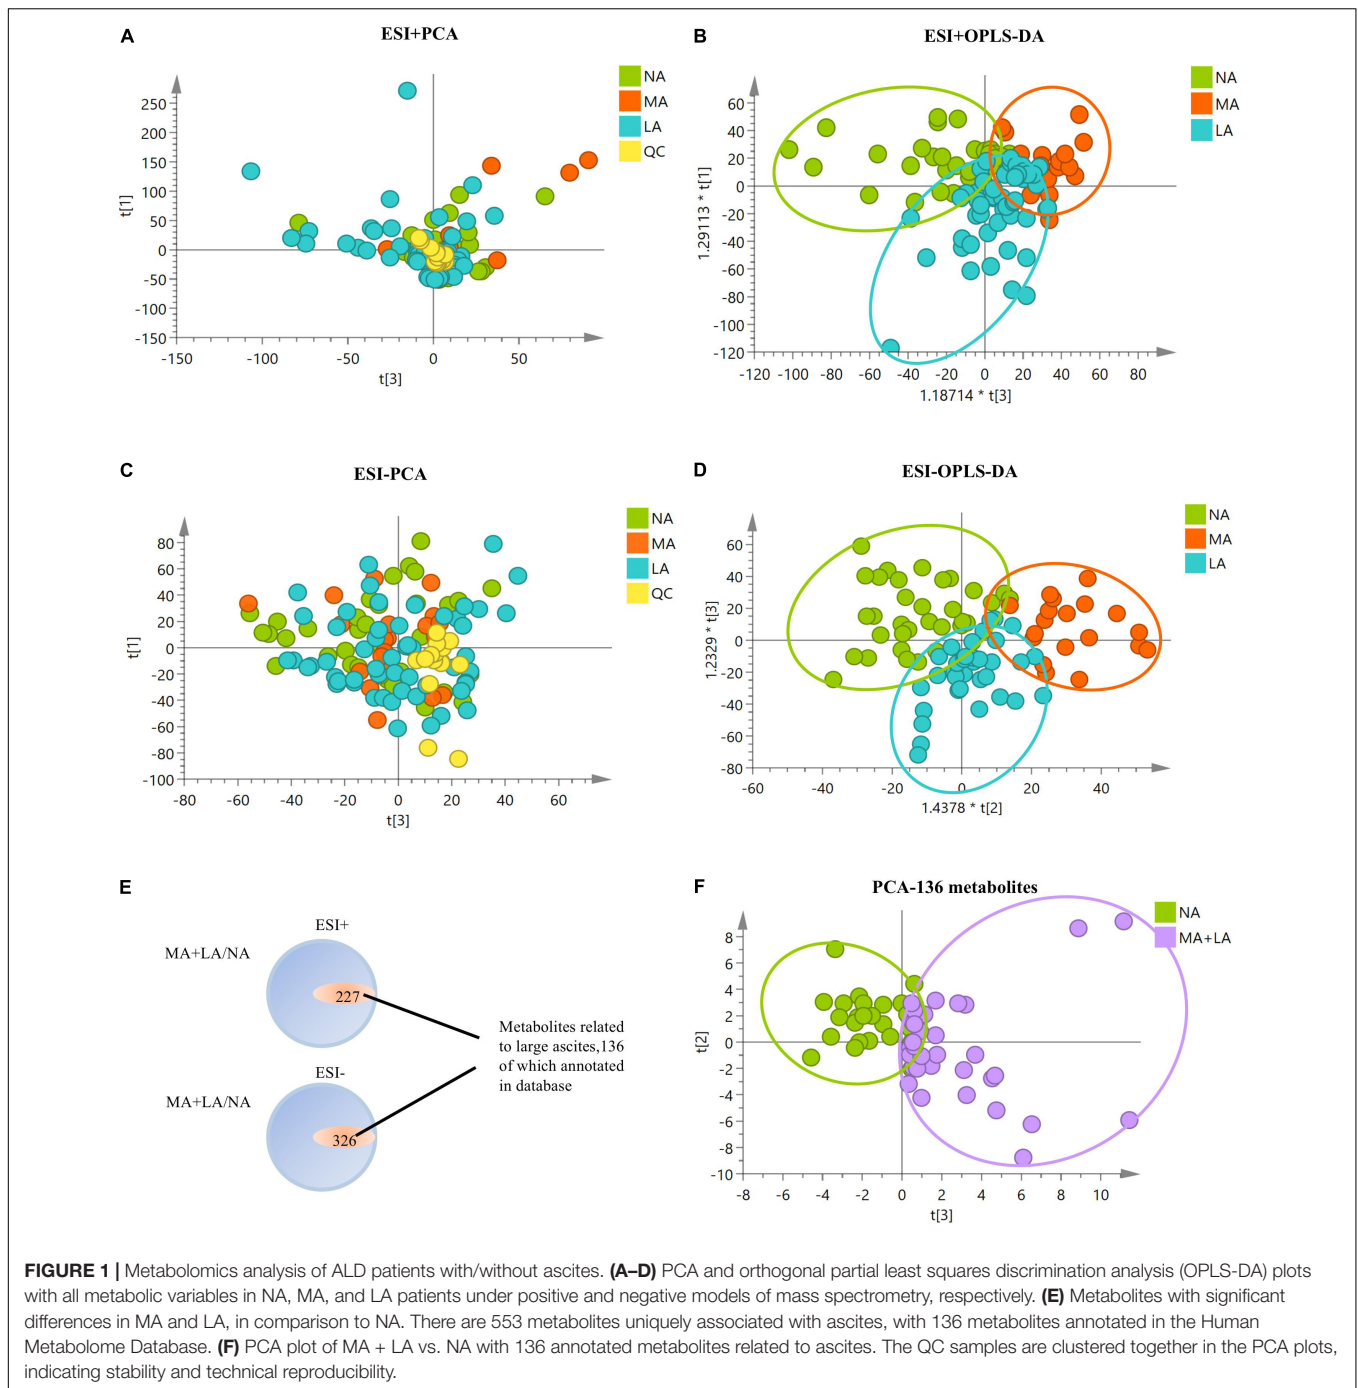 A
ESI+PCA
NA
MA
LA
QC
250
200
150
100
50
0
-50
-100
-150
t[1]
-150
-100
-50
0
50
t[3]
B
ESI+OPLS-DA
NA
MA
LA
60
40
20
0
-20
-40
-60
-80
-100
-120
1.29113 * t[1]
-120 -100 -80 -60 -40 -20 0 20 40 60 80
1.18714 * t[3]
C
ESI-PCA
NA
MA
LA
QC
80
60
40
20
0
-20
-40
-60
-80
-100
t[1]
-80 -60 -40 -20 0 20 40 60
t[3]
D
ESI-OPLS-DA
NA
MA
LA
60
40
20
0
-20
-40
-60
-80
1.2329 * t[3]
-60 -40 -20 0 20 40
1.4378 * t[2]
E
ESI+
MA+LA/NA
227
ESI-
MA+LA/NA
326
Metabolites related
to large ascites,136
of which annotated
in database
F
PCA-136 metabolites
NA
MA+LA
8
6
4
2
0
-2
-4
-6
-8
-10
t[2]
-8 -6 -4 -2 0 2 4 6 8 10
t[3]
FIGURE 1 | Metabolomics analysis of ALD patients with/without ascites. (A–D) PCA and orthogonal partial least squares discrimination analysis (OPLS-DA) plots
with all metabolic variables in NA, MA, and LA patients under positive and negative models of mass spectrometry, respectively. (E) Metabolites with significant
differences in MA and LA, in comparison to NA. There are 553 metabolites uniquely associated with ascites, with 136 metabolites annotated in the Human
Metabolome Database. (F) PCA plot of MA + LA vs. NA with 136 annotated metabolites related to ascites. The QC samples are clustered together in the PCA plots,
indicating stability and technical reproducibility.